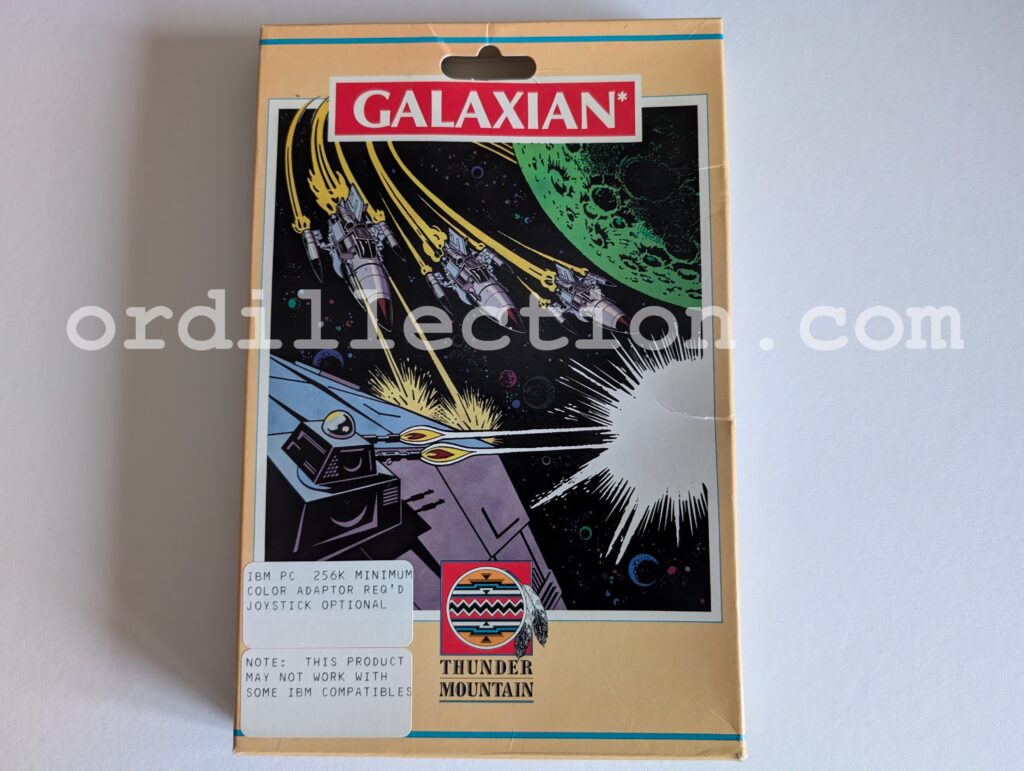 GALAXIAN*
ordillection.com
IBM PC 256K MINIMUM
COLOR ADAPTOR REQ'D
JOYSTICK OPTIONAL
NOTE: THIS PRODUCT
MAY NOT WORK WITH
SOME IBM COMPATIBLES
THUNDER
MOUNTAIN